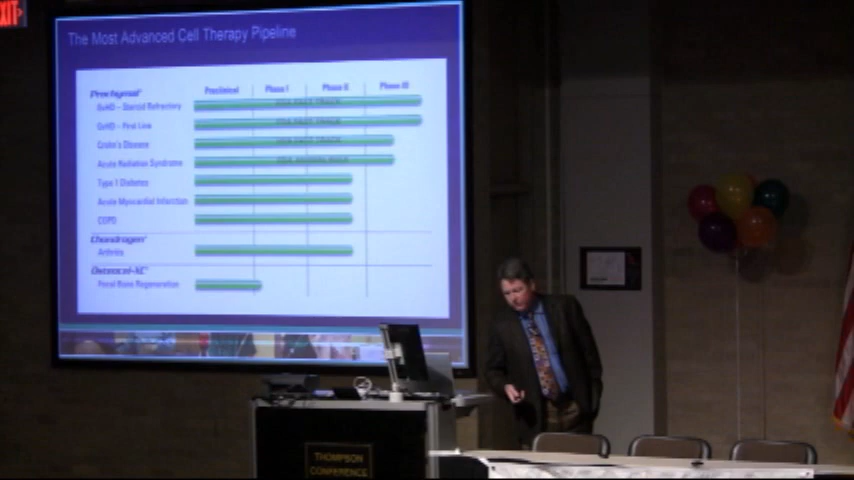 EXIT
The Most Advanced Cell Therapy Pipeline
Preclinical Phase I Phase II Phase III
Prochymal
GvHD - Steroid Refractory
GvHD - First Line
Crohn's Disease
Acute Radiation Syndrome
Type 1 Diabetes
Acute Myocardial Infarction
COPD
Chondrogen
Arthritis
Osteocel-XC
Focal Bone Regeneration
THOMPSON
CONFERENCE